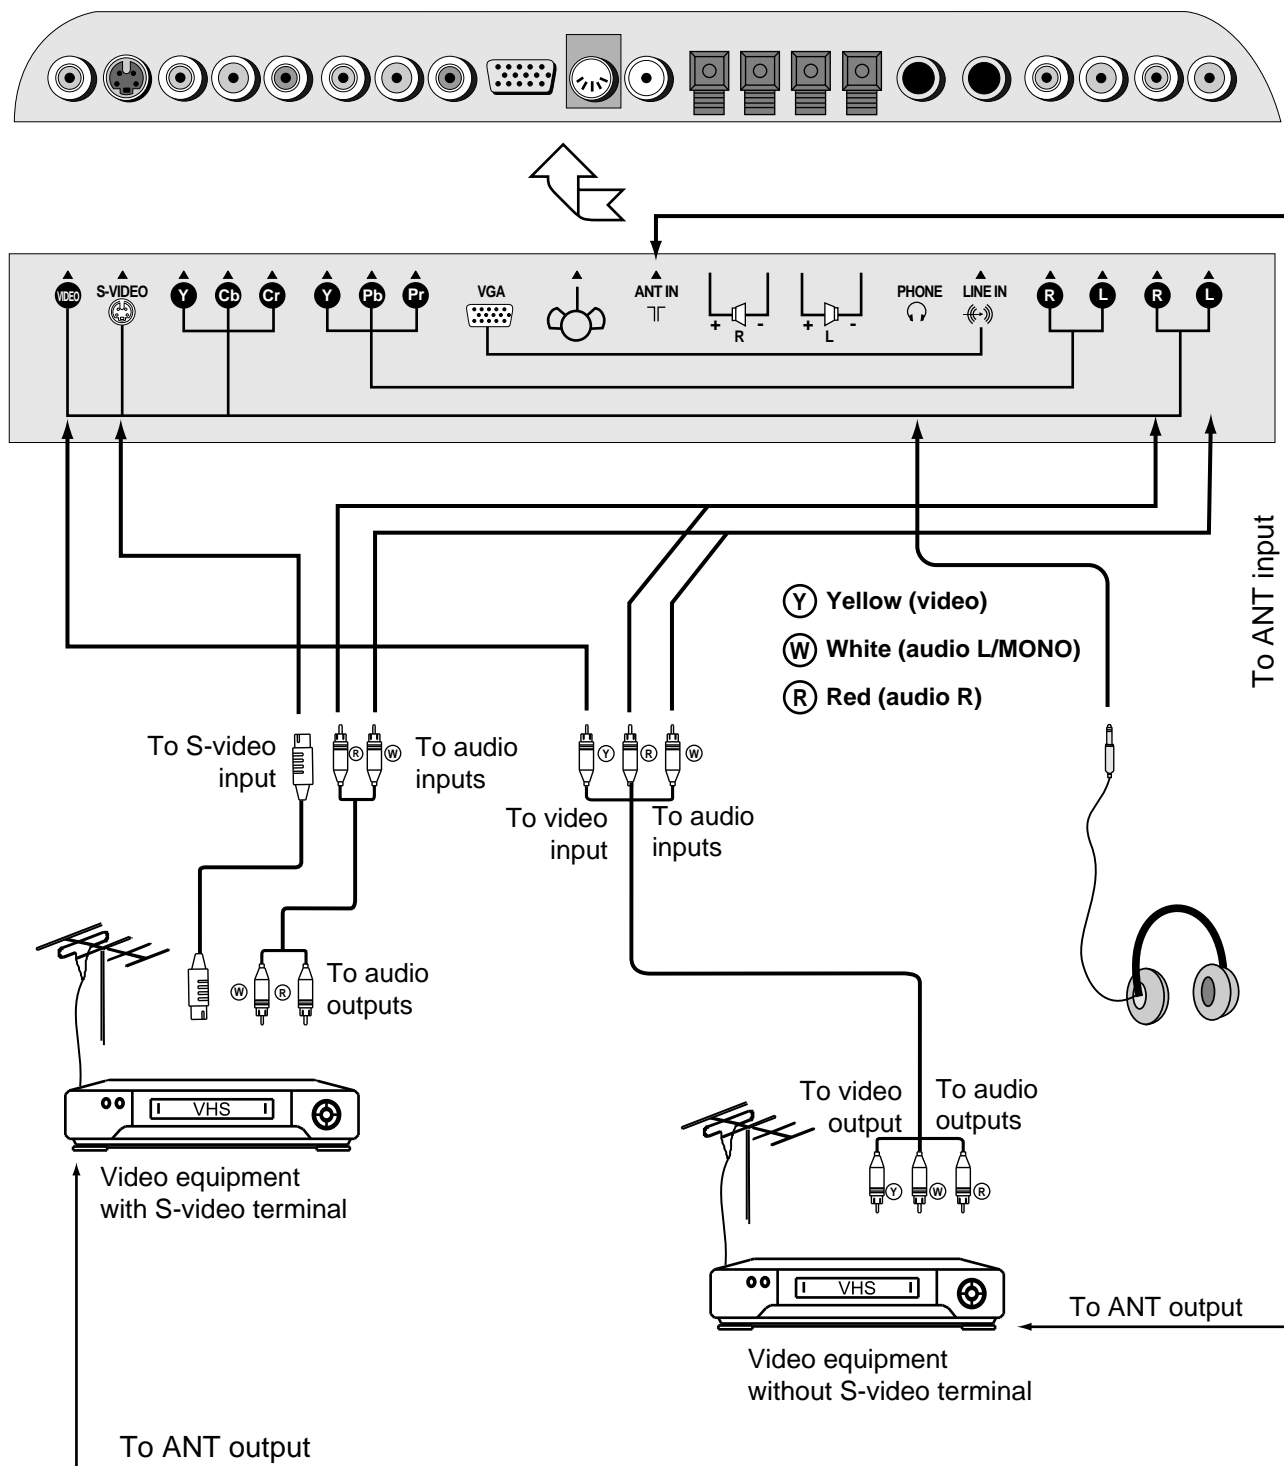 VIDEO S-VIDEO Y Cb Cr Y Pb Pr VGA ANT IN PHONE LINE IN R L R L
+ - + -
R L
To ANT input
Y Yellow (video)
W White (audio L/MONO)
R Red (audio R)
To S-video
input
R W
To audio
inputs
Y R W
To video
input
To audio
inputs
W R
To audio
outputs
VHS
Video equipment
with S-video terminal
To video
output
To audio
outputs
Y W R
VHS
To ANT output
Video equipment
without S-video terminal
To ANT output